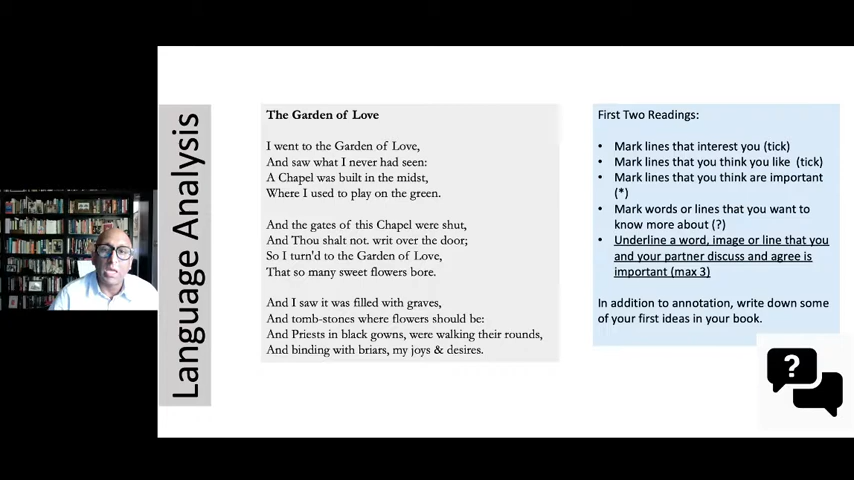 Language Analysis
The Garden of Love
I went to the Garden of Love,
And saw what I never had seen:
A Chapel was built in the midst,
Where I used to play on the green.
And the gates of this Chapel were shut,
And Thou shalt not. writ over the door;
So I turn'd to the Garden of Love,
That so many sweet flowers bore.
And I saw it was filled with graves,
And tomb-stones where flowers should be:
And Priests in black gowns, were walking their rounds,
And binding with briars, my joys & desires.
First Two Readings:
• Mark lines that interest you (tick)
• Mark lines that you think you like (tick)
• Mark lines that you think are important
(*)
• Mark words or lines that you want to
know more about (?)
• Underline a word, image or line that you
and your partner discuss and agree is
important (max 3)
In addition to annotation, write down some
of your first ideas in your book.
?